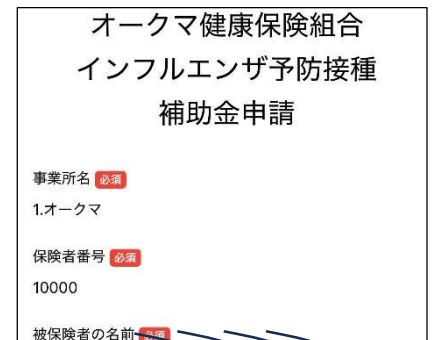 オークマ健康保険組合
インフルエンザ予防接種
補助金申請
事業所名 必須
1.オークマ
保険者番号 必須
10000
被保険者の名前 必須